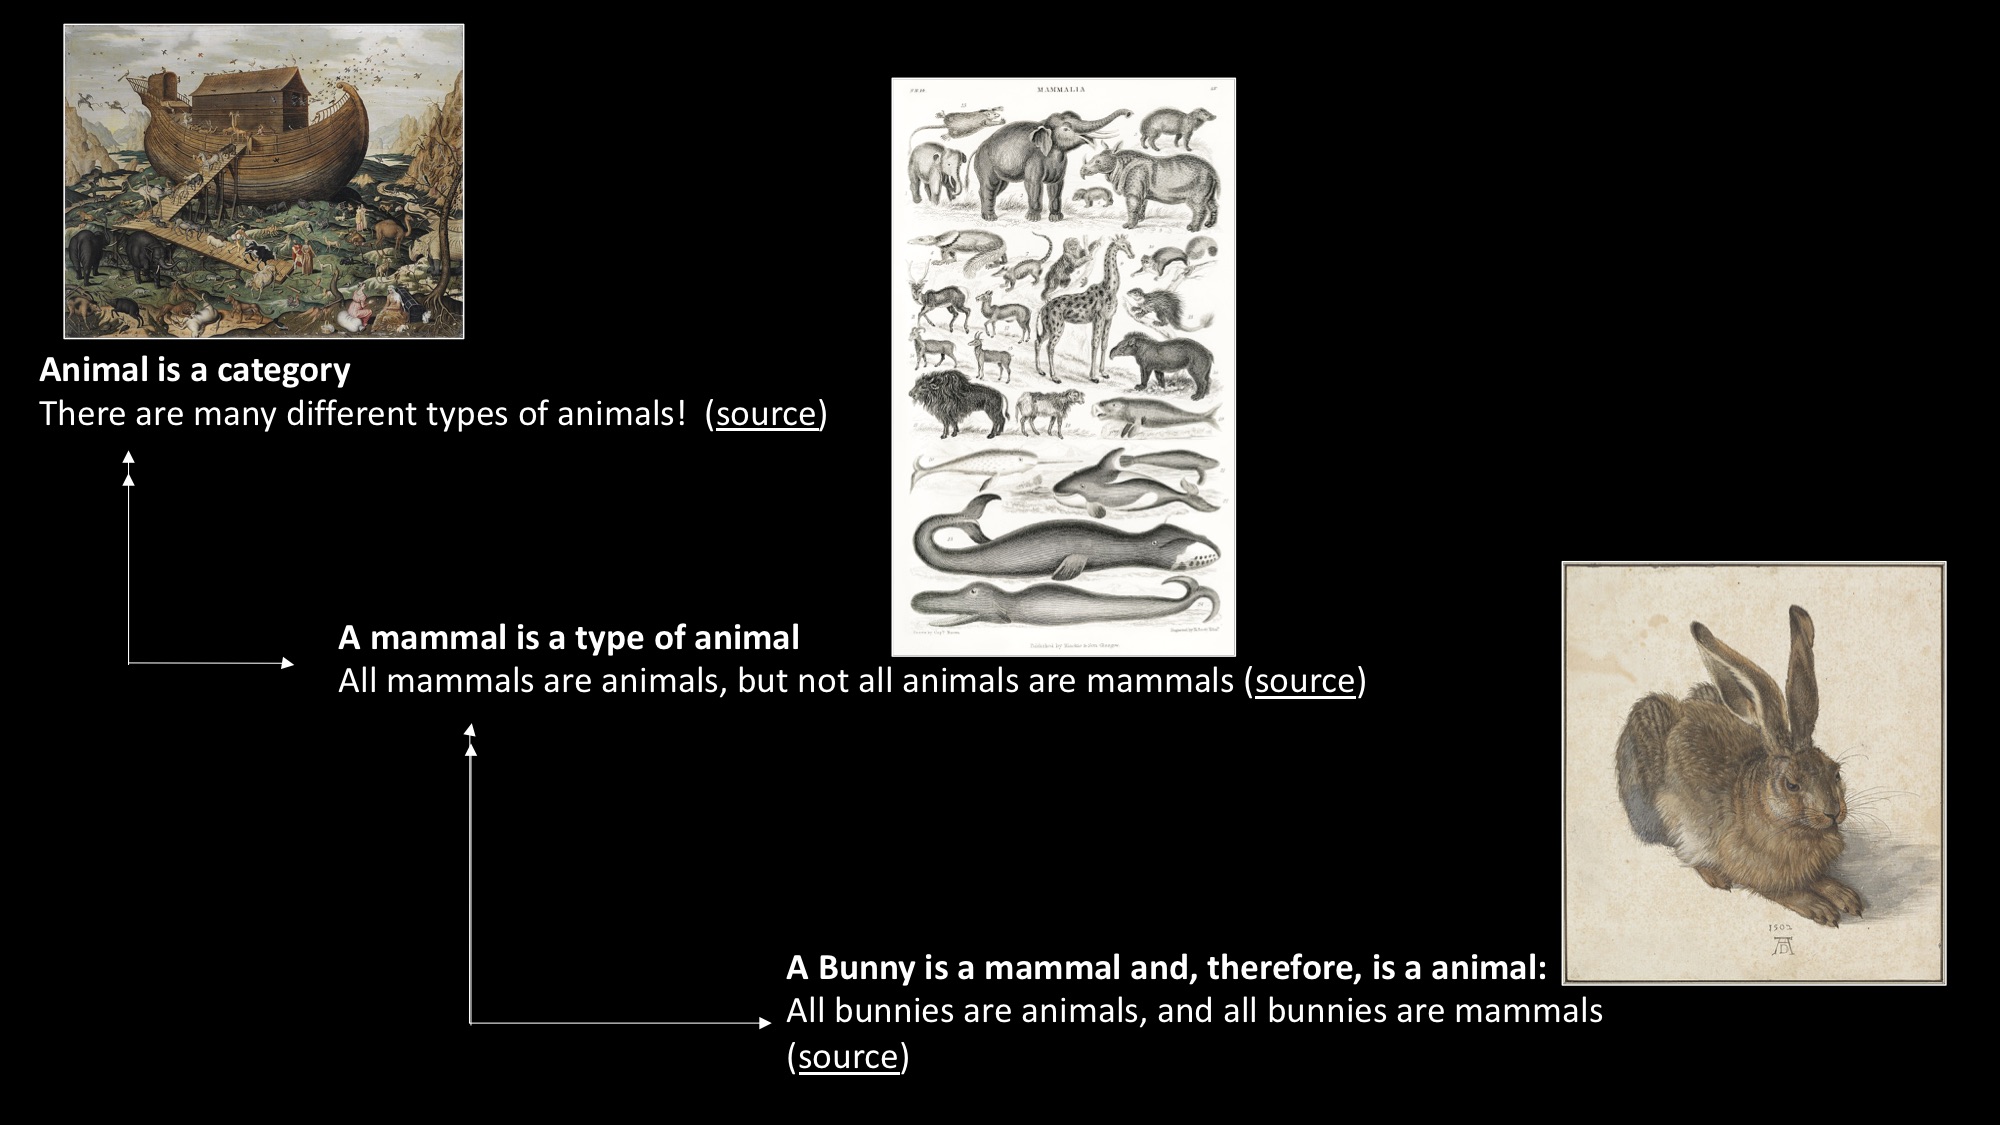 MAMMALIA
Animal is a category
There are many different types of animals!  (source)
A mammal is a type of animal
All mammals are animals, but not all animals are mammals (source)
1502
AD
A Bunny is a mammal and, therefore, is a animal:
All bunnies are animals, and all bunnies are mammals
(source)